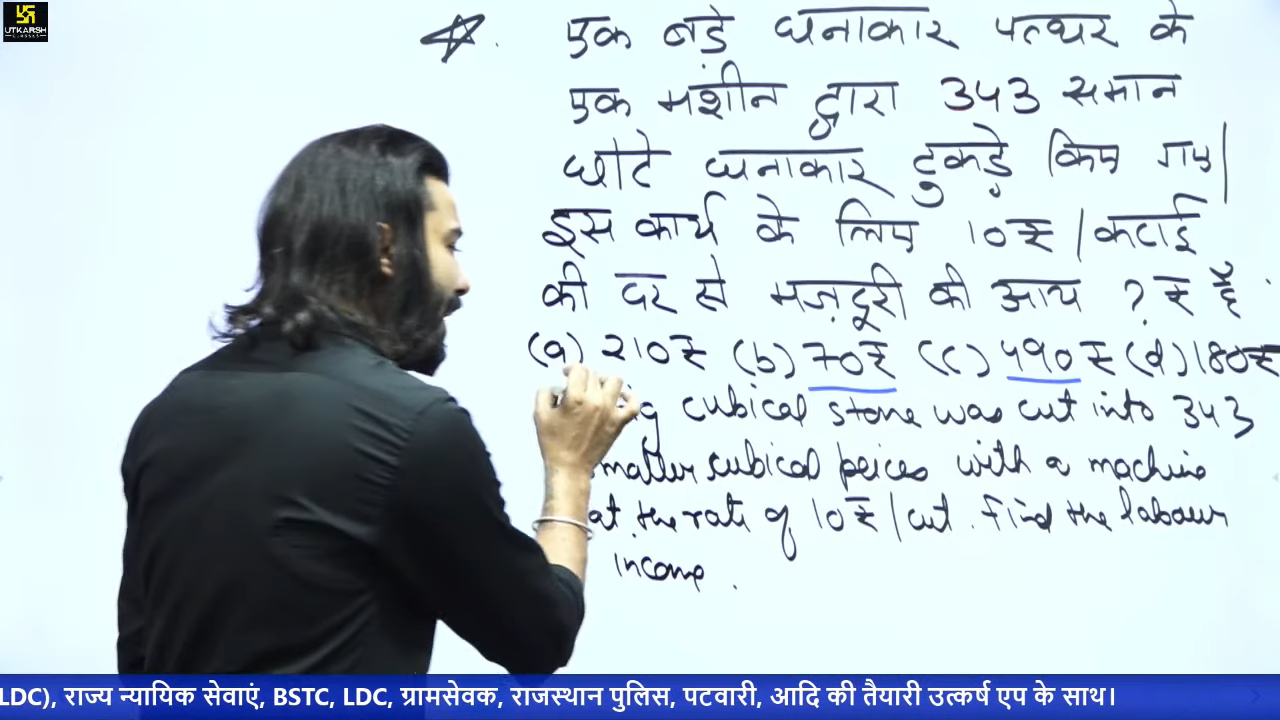 UTKARSH
CLASSES
एक बड़े घनाकार पत्थर के
एक मशीन द्वारा 343 समान
छोटे घनाकार टुकड़े किए गए|
इस कार्य के लिए 10₹/कटाई
की दर से मज़दूरी की आय ? ₹ है
(a) 210₹ (b) 70₹ (c) 490₹ (d) 180₹
cubical stone was cut into 343
cubical peices with a machine
at the rate of 10₹/cut. Find the labour
income.
LDC), राज्य न्यायिक सेवाएं, BSTC, LDC, ग्रामसेवक, राजस्थान पुलिस, पटवारी, आदि की तैयारी उत्कर्ष एप के साथ।